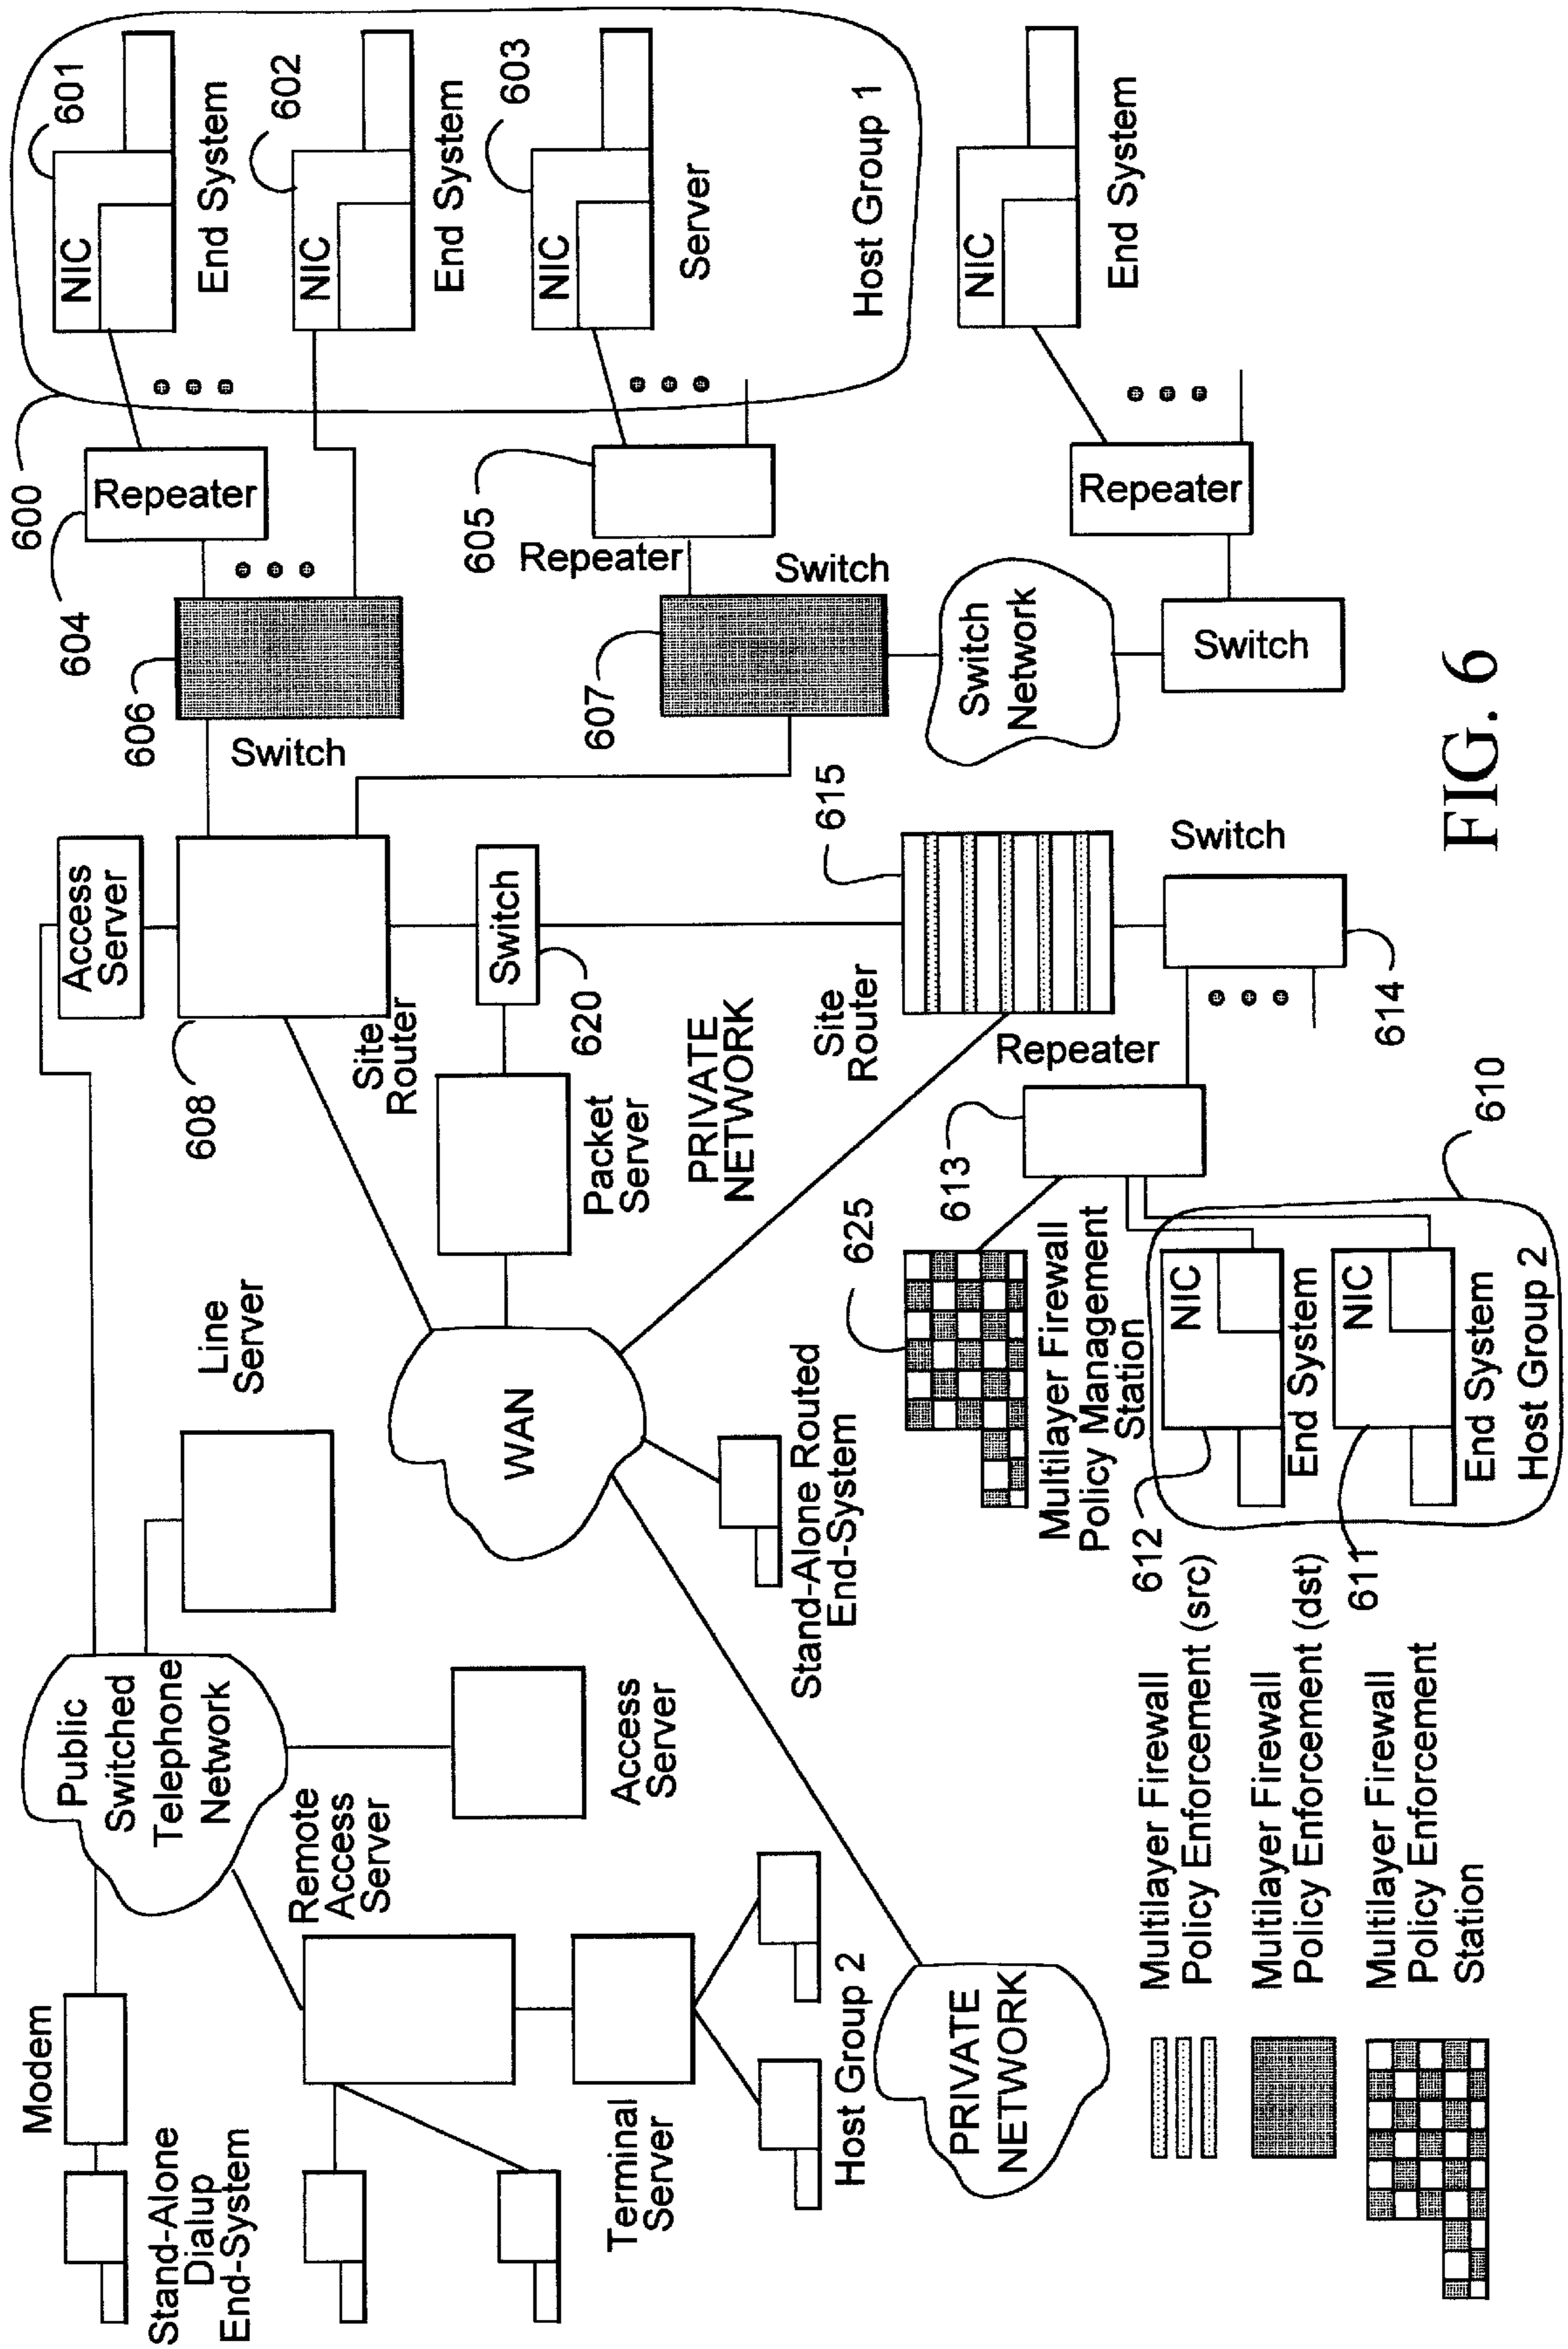 Modem
Stand-Alone
Dialup
End-System
Public
Switched
Telephone
Network
Remote
Access
Server
Terminal
Server
Host Group 2
Access
Server
Line
Server
WAN
Stand-Alone Routed
End-System
PRIVATE
NETWORK
Access
Server
608
Site
Router
Switch
620
Packet
Server
PRIVATE
NETWORK
606
Switch
604
Repeater
600
601
NIC
End System
602
NIC
End System
603
NIC
Server
Host Group 1
605
Repeater
607
Switch
Switch
Network
Switch
Repeater
NIC
End System
615
Site
Router
Switch
614
Repeater
613
625
Multilayer Firewall
Policy Management
Station
610
612
NIC
End System
611
NIC
End System
Host Group 2
Multilayer Firewall
Policy Enforcement (src)
Multilayer Firewall
Policy Enforcement (dst)
Multilayer Firewall
Policy Enforcement
Station
FIG. 6